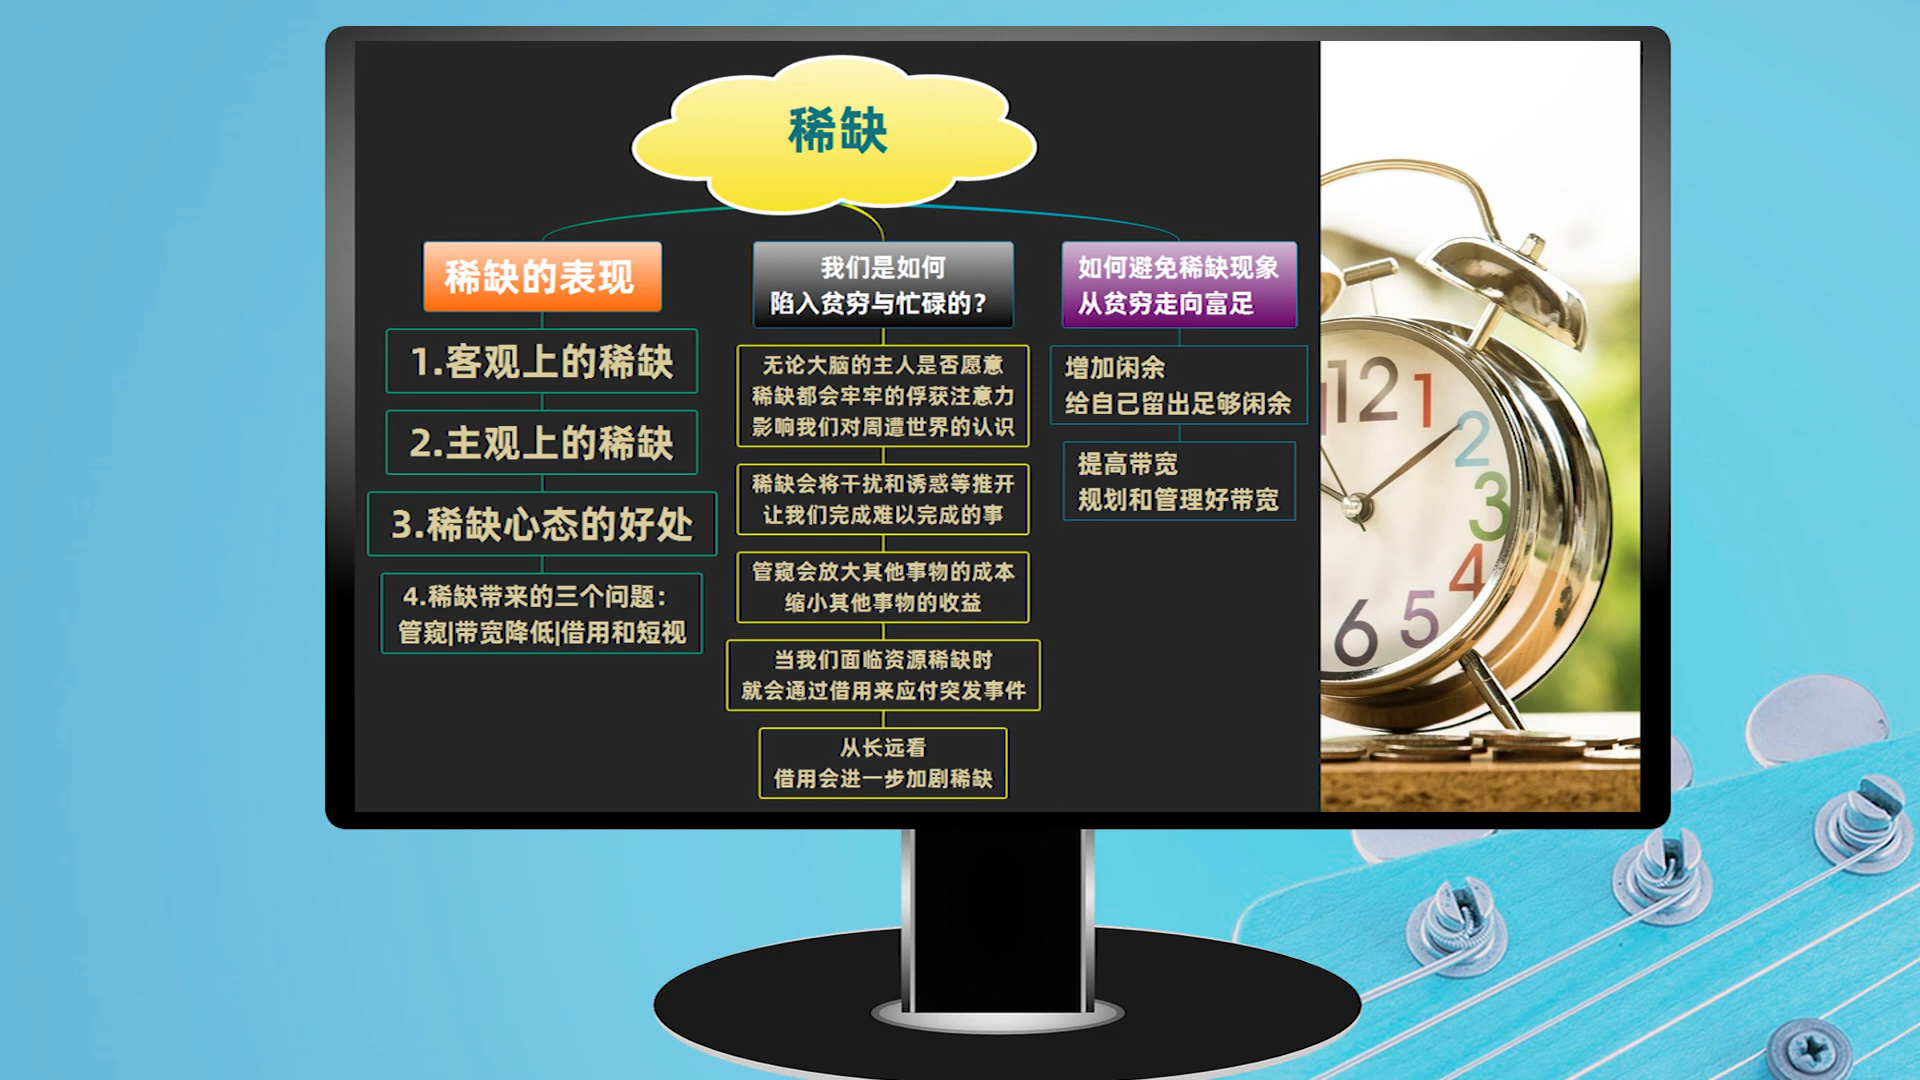 稀缺
稀缺的表现
1.客观上的稀缺
2.主观上的稀缺
3.稀缺心态的好处
4.稀缺带来的三个问题：
管窥|带宽降低|借用和短视
我们是如何
陷入贫穷与忙碌的？
无论大脑的主人是否愿意
稀缺都会牢牢的俘获注意力
影响我们对周遭世界的认识
稀缺会将干扰和诱惑等推开
让我们完成难以完成的事
管窥会放大其他事物的成本
缩小其他事物的收益
当我们面临资源稀缺时
就会通过借用来应付突发事件
从长远看
借用会进一步加剧稀缺
如何避免稀缺现象
从贫穷走向富足
增加闲余
给自己留出足够闲余
提高带宽
规划和管理好带宽
12
1
2
3
4
5
6